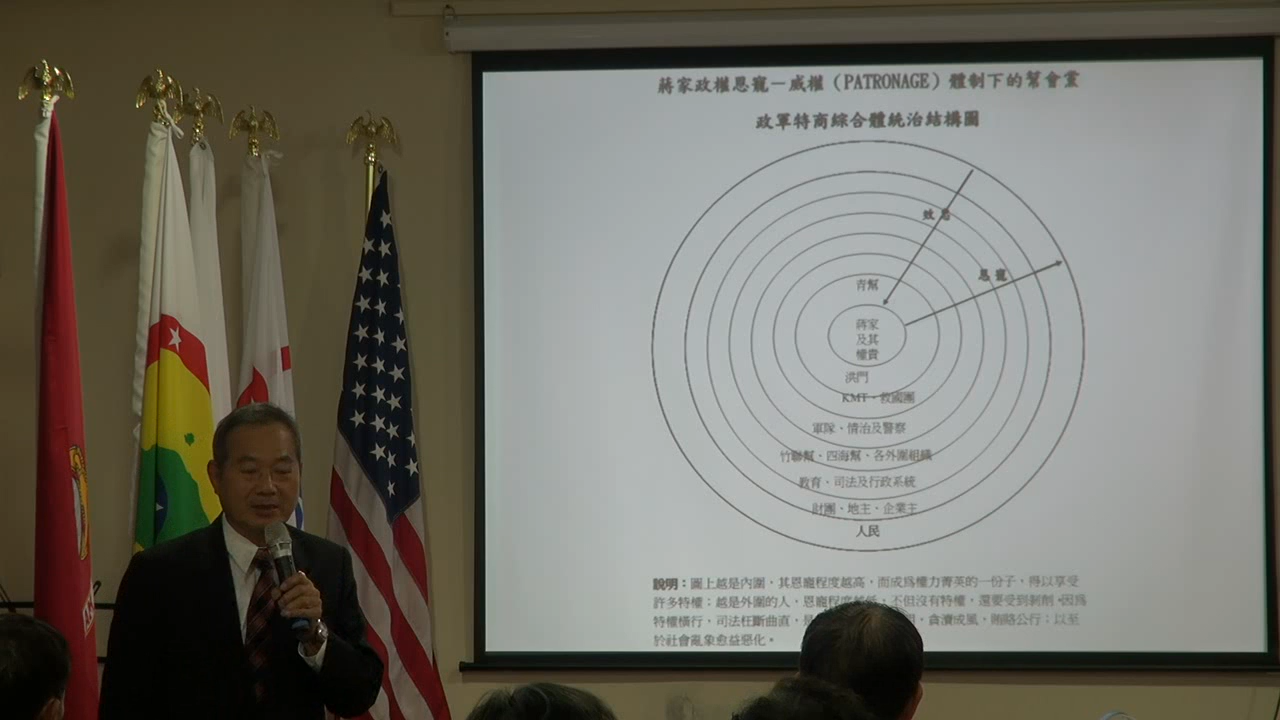 蔣家政權恩寵－威權（PATRONAGE）體制下的幫會黨
政軍特商綜合體統治結構圖
效忠
恩寵
青幫
蔣家
及其
權貴
洪門
KMT、救國團
軍隊、情治及警察
竹聯幫、四海幫、各外圍組織
教育、司法及行政系統
財團、地主、企業主
人民
說明：圖上越是內圍，其恩寵程度越高，而成為權力菁英的一份子，得以享受
許多特權；越是外圍的人，恩寵程度越低，不但沒有特權，還要受到剝削。因為
特權橫行，司法枉斷曲直，貪瀆成風，賄賂公行；以至
於社會亂象愈益惡化。